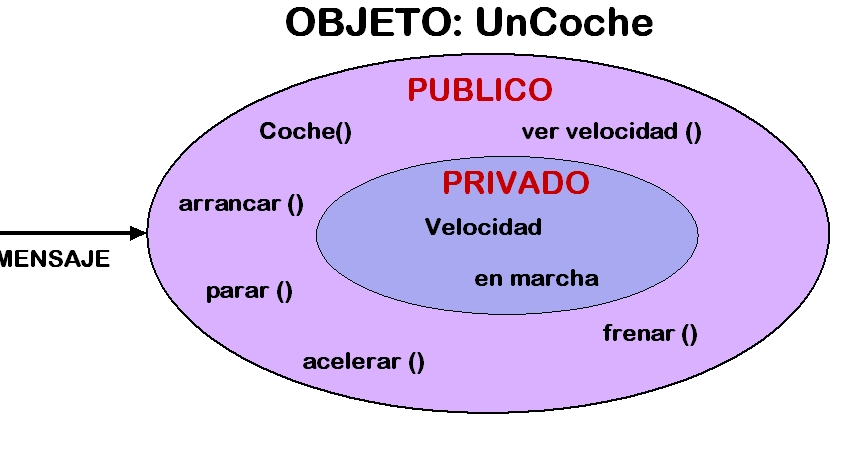 OBJETO: UnCoche
PUBLICO
Coche()
ver velocidad ()
PRIVADO
arrancar ()
Velocidad
MENSAJE
en marcha
parar ()
frenar ()
acelerar ()